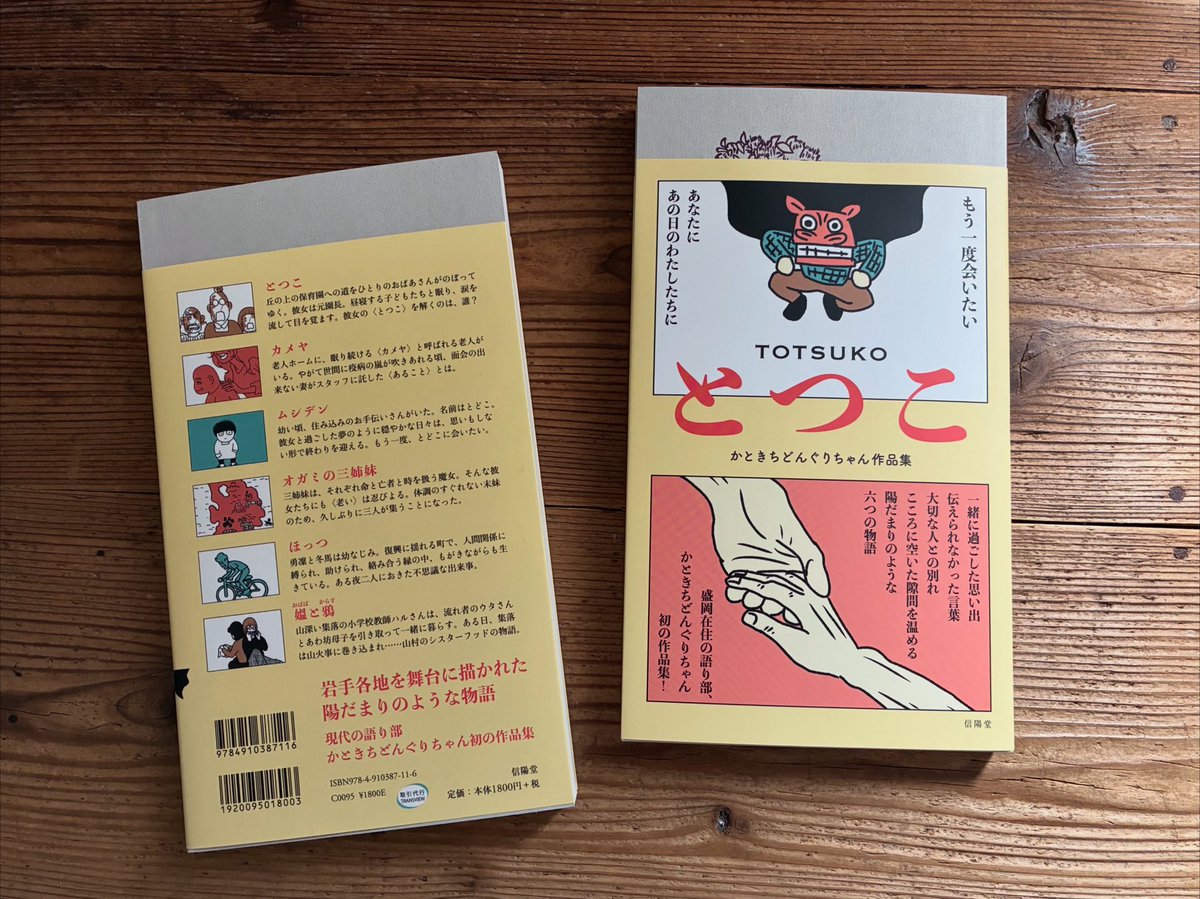 とつこ
丘の上の保育園への道をひとりのおばあさんがのぼって
ゆく。彼女は元園長。昼寝する子どもたちと眠り、涙を
流して目を覚ます。彼女の〈とつこ〉を解くのは、誰?
カメヤ
老人ホームに、眠り続ける〈カメヤ〉と呼ばれる老人が
いる。やがて世間に疫病の嵐が吹きあれる頃、面会の出
来ない妻がスタッフに託した〈あること〉とは。
ムシデン
幼い頃、住み込みのお手伝いさんがいた。名前はとどこ。
彼女と過ごした夢のように穏やかな日々は、思いもしな
い形で終わりを迎える。もう一度、とどこに会いたい。
オガミの三姉妹
三姉妹は、それぞれ命と亡者と時を扱う魔女。そんな彼
女たちにも〈老い〉は忍びよる。体調のすぐれない末妹
のため、久しぶりに三人が集うことになった。
ほっつ
勇凛と冬馬は幼なじみ。復興に揺れる町で、人間関係に
縛られ、助けられ、絡み合う縁の中、もがきながらも生
きている。ある夜二人におきた不思議な出来事。
おばば からす
媼と鴉
山深い集落の小学校教師ハルさんは、流れ者のウタさん
とあわ坊母子を引き取って一緒に暮らす。ある日、集落
は山火事に巻き込まれ……山村のシスターフッドの物語。
岩手各地を舞台に描かれた
陽だまりのような物語
現代の語り部
かときちどんぐりちゃん初の作品集
9784910387116
1920095018003
ISBN978-4-910387-11-6
C0095 ¥1800E
取引代行
TRANSVIEW
信陽堂
定価:本体1800円+税
もう一度会いたい
あなたに
あの日のわたしたちに
TOTSUKO
とつこ
かときちどんぐりちゃん作品集
一緒に過ごした思い出
伝えられなかった言葉
大切な人との別れ
こころに空いた隙間を温める
陽だまりのような
六つの物語
盛岡在住の語り部、
かときちどんぐりちゃん
初の作品集!
信陽堂